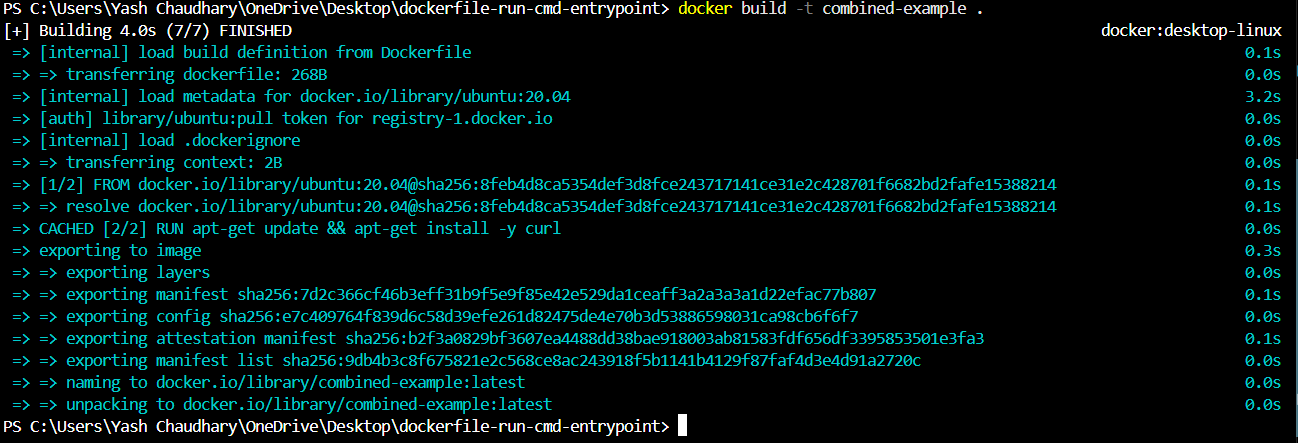 PS C:\Users\Yash Chaudhary\OneDrive\Desktop\dockerfile-run-cmd-entrypoint> docker build -t combined-example .
[+] Building 4.0s (7/7) FINISHED docker:desktop-linux
=> [internal] load build definition from Dockerfile 0.1s
=> => transferring dockerfile: 268B 0.0s
=> [internal] load metadata for docker.io/library/ubuntu:20.04 3.2s
=> [auth] library/ubuntu:pull token for registry-1.docker.io 0.0s
=> [internal] load .dockerignore 0.0s
=> => transferring context: 2B 0.0s
=> [1/2] FROM docker.io/library/ubuntu:20.04@sha256:8feb4d8ca5354def3d8fce243717141ce31e2c428701f6682bd2fafe15388214 0.1s
=> => resolve docker.io/library/ubuntu:20.04@sha256:8feb4d8ca5354def3d8fce243717141ce31e2c428701f6682bd2fafe15388214 0.1s
=> CACHED [2/2] RUN apt-get update && apt-get install -y curl 0.0s
=> exporting to image 0.3s
=> => exporting layers 0.0s
=> => exporting manifest sha256:7d2c366cf46b3eff31b9f5e9f85e42e529da1ceaff3a2a3a3a1d22efac77b807 0.1s
=> => exporting config sha256:e7c409764f839d6c58d39efe261d82475de4e70b3d53886598031ca98cb6f6f7 0.0s
=> => exporting attestation manifest sha256:b2f3a0829bf3607ea4488dd38bae918003ab81583fdf656df3395853501e3fa3 0.1s
=> => exporting manifest list sha256:9db4b3c8f675821e2c568ce8ac243918f5b1141b4129f87faf4d3e4d91a2720c 0.0s
=> => naming to docker.io/library/combined-example:latest 0.0s
=> => unpacking to docker.io/library/combined-example:latest 0.0s
PS C:\Users\Yash Chaudhary\OneDrive\Desktop\dockerfile-run-cmd-entrypoint>